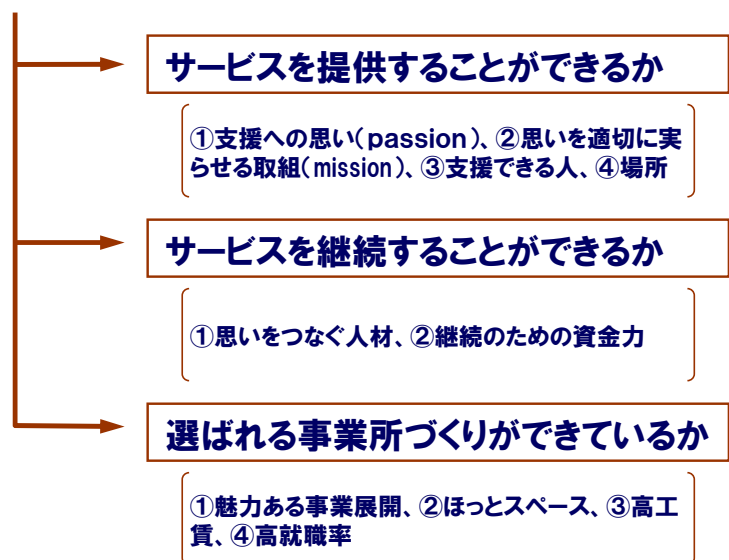 サービスを提供することができるか
①支援への思い(passion)、②思いを適切に実
らせる取組(mission)、③支援できる人、④場所
サービスを継続することができるか
①思いをつなぐ人材、②継続のための資金力
選ばれる事業所づくりができているか
①魅力ある事業展開、②ほっとスペース、③高工
賃、④高就職率